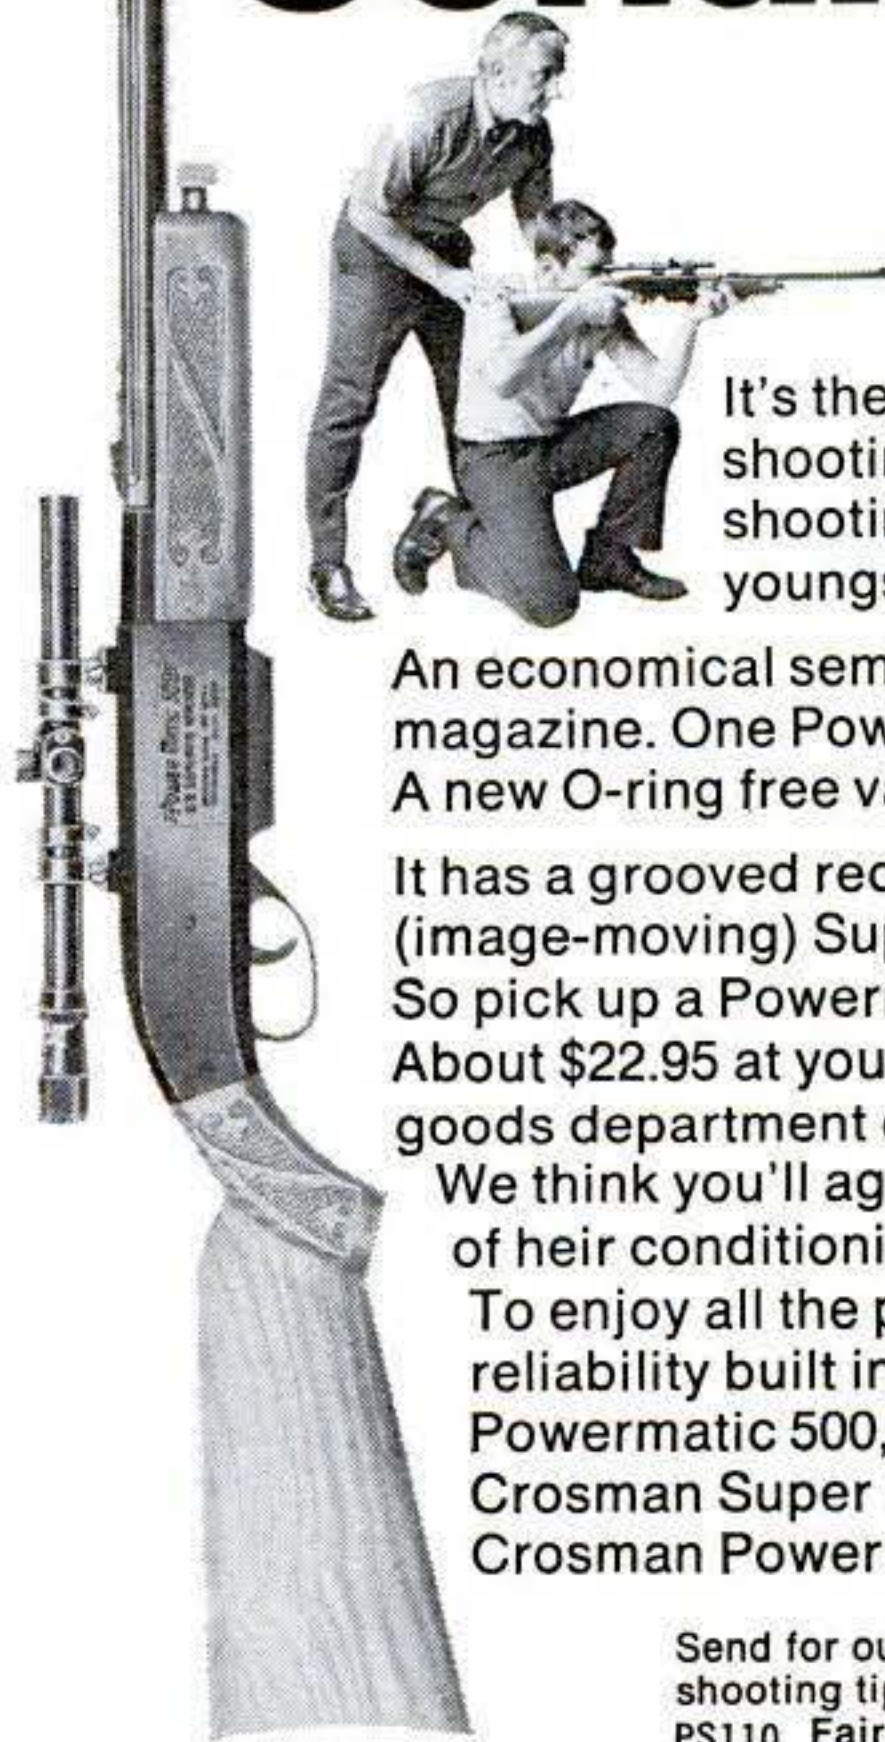 It's the
shootin
shootin
youngs
An economical sem
magazine. One Pow
A new O-ring free va
It has a grooved rec
(image-moving) Sup
So pick up a Power
About $22.95 at you
goods department
We think you'll ag
of heir conditioni
To enjoy all the p
reliability built in
Powermatic 500,
Crosman Super
Crosman Power
Send for ou
shooting tip
PS110, Fair